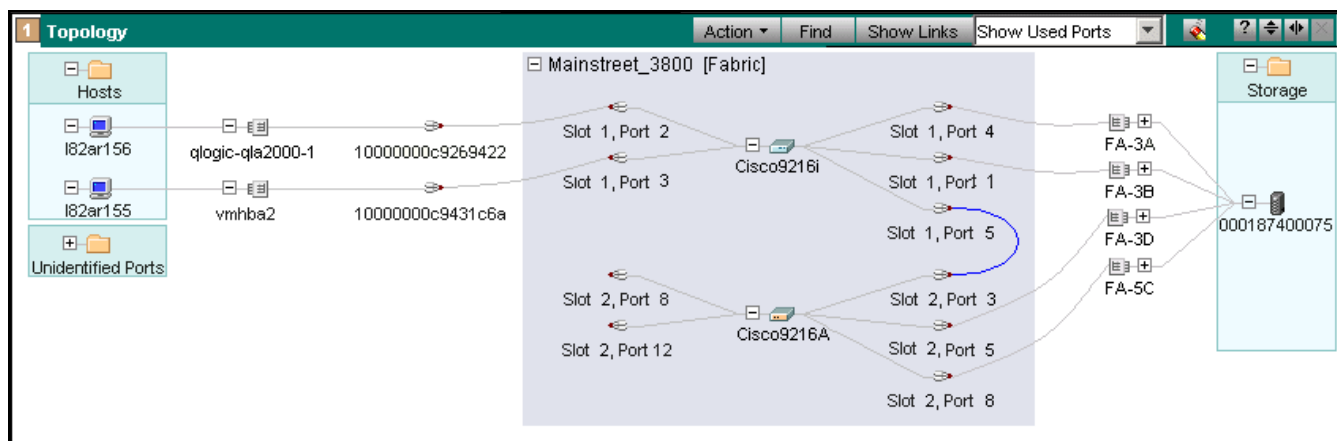 1 Topology Action Find Show Links Show Used Ports ?
Mainstreet_3800 [Fabric]
Hosts
Storage
Slot 1, Port 2
Slot 1, Port 4
FA-3A
l82ar156
qlogic-qla2000-1
10000000c9269422
Cisco9216i
Slot 1, Port 3
Slot 1, Port 1
FA-3B
l82ar155
vmhba2
10000000c9431c6a
Slot 1, Port 5
000187400075
FA-3D
Unidentified Ports
FA-5C
Slot 2, Port 8
Slot 2, Port 3
Cisco9216A
Slot 2, Port 12
Slot 2, Port 5
Slot 2, Port 8